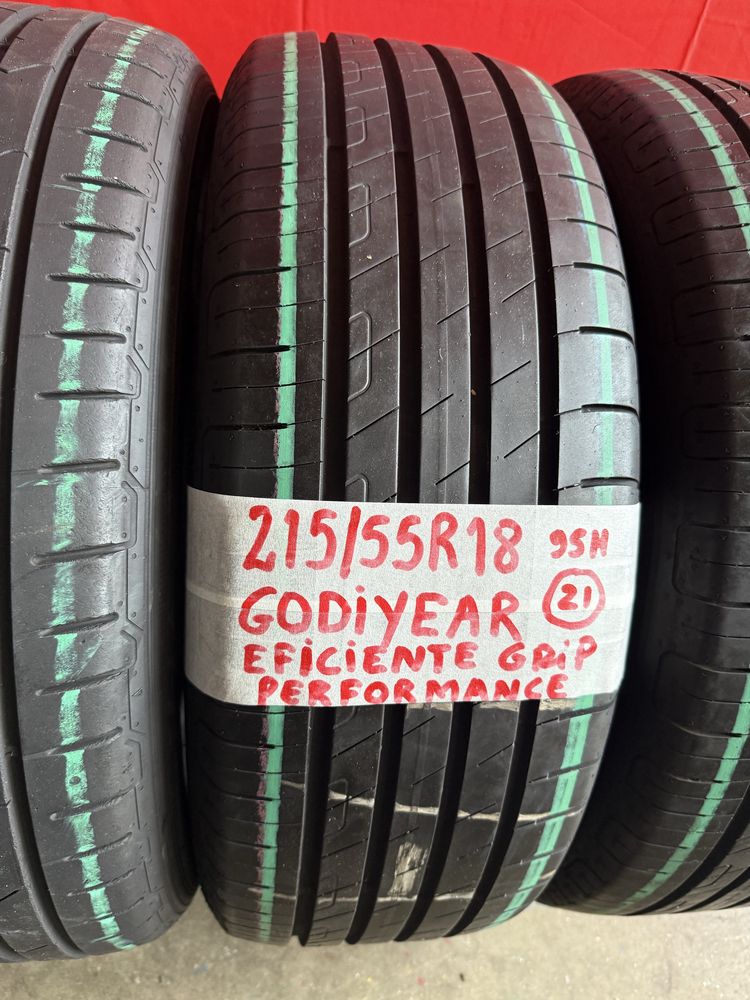 215/55R18 95H
GODiYEAR 21
EFiCiENTE GRiP
PERFORMANCE